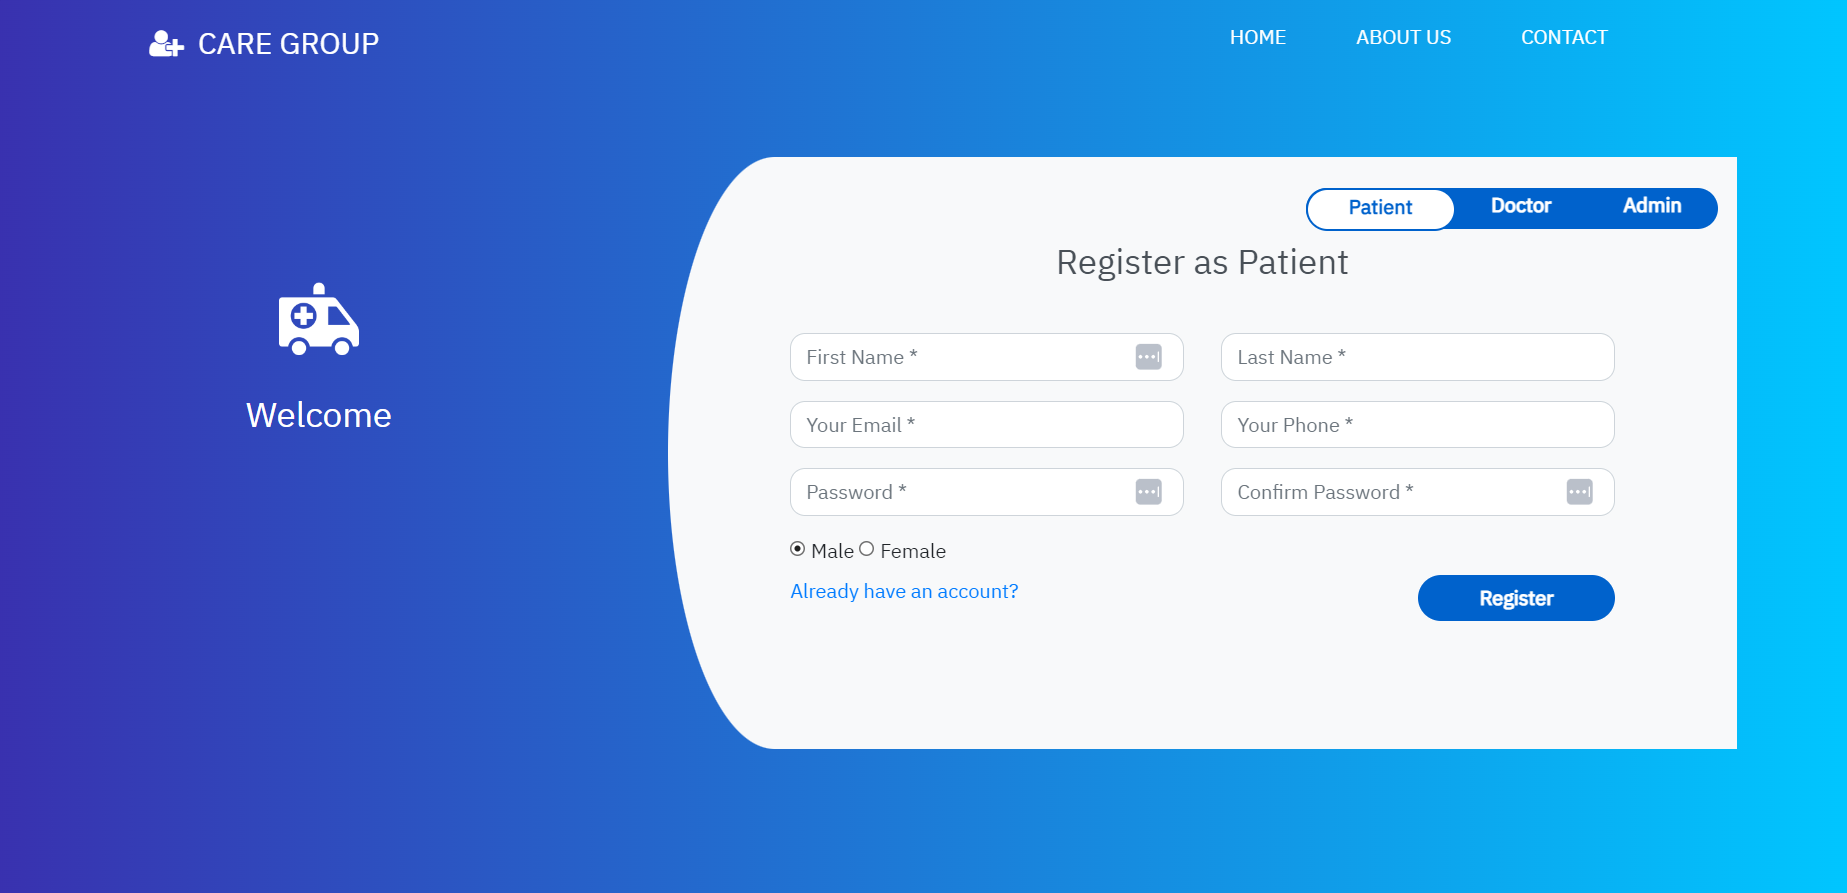 CARE GROUP
HOME ABOUT US CONTACT
Patient Doctor Admin
Register as Patient
First Name * Last Name *
Your Email * Your Phone *
Password * Confirm Password *
Male Female
Already have an account?
Register
Welcome